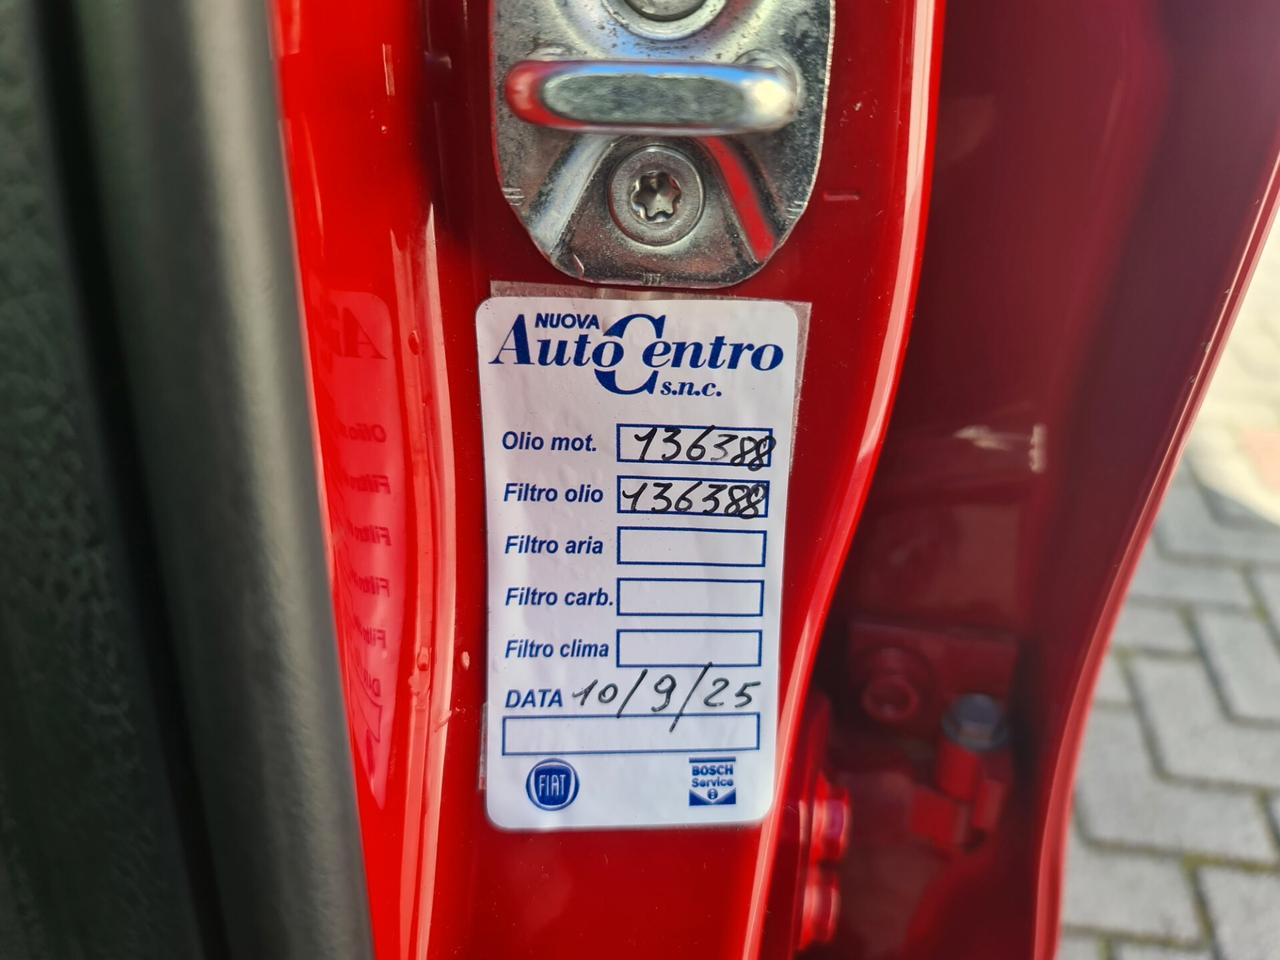 NUOVA
AutoCentro
s.n.c.
Olio mot. 136388
Filtro olio 136388
Filtro aria
Filtro carb.
Filtro clima
DATA 10/9/25
FIAT
BOSCH
Service